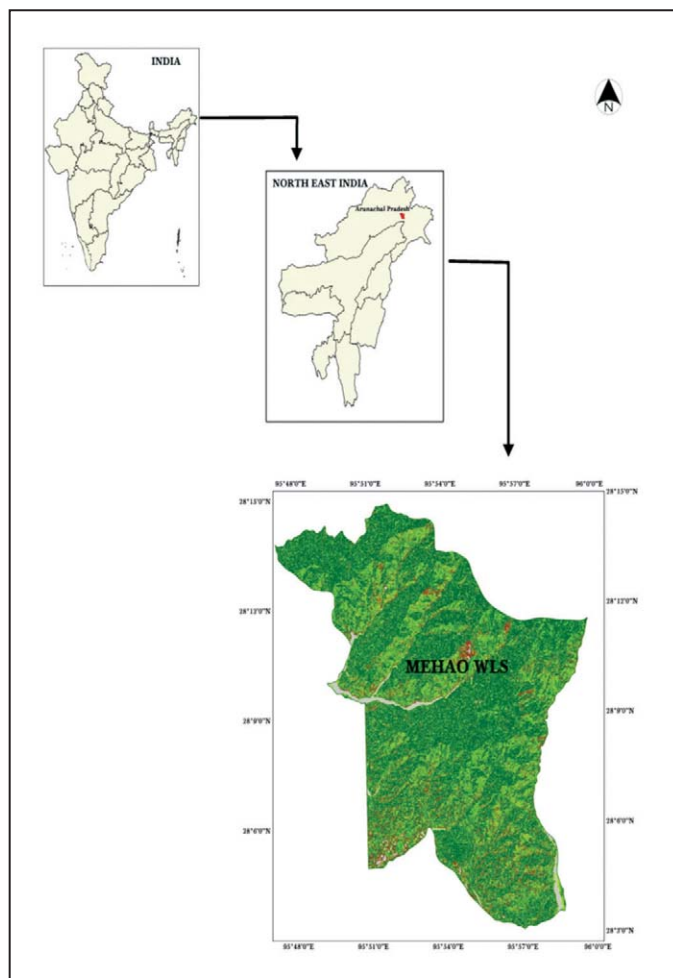 INDIA
N
NORTH EAST INDIA
Arunachal Pradesh
95°48'0"E 95°51'0"E 95°54'0"E 95°57'0"E 96°0'0"E
28°15'0"N 28°15'0"N
28°12'0"N
28°13'0"N
MEHAO WLS
28°9'0"N
28°9'0"N
28°6'0"N
28°6'0"N
28°3'0"N
95°48'0"E 95°51'0"E 95°54'0"E 95°57'0"E 96°0'0"E